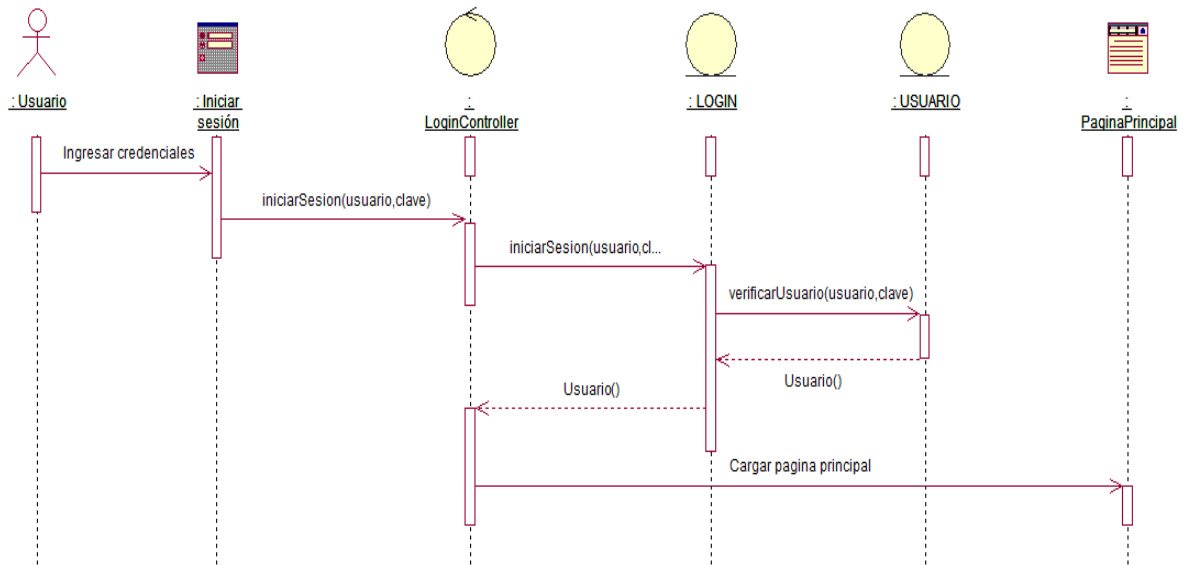 : Usuario
: Iniciar
sesión
:
LoginController
: LOGIN
: USUARIO
:
PaginaPrincipal
Ingresar credenciales
iniciarSesion(usuario,clave)
iniciarSesion(usuario,cl...
verificarUsuario(usuario,clave)
Usuario()
Usuario()
Cargar pagina principal